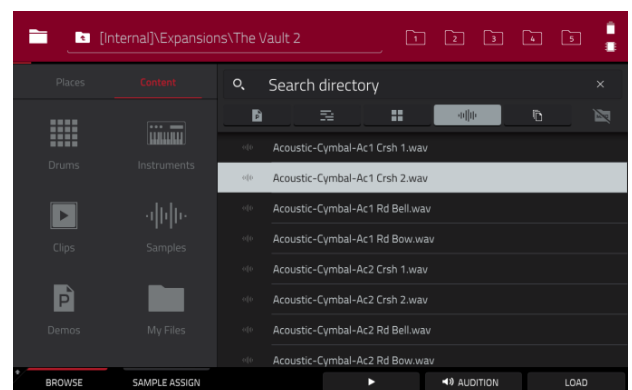 [Internal]\Expansions\The Vault 2
1 2 3 4 5
Places Content
Search directory
Drums Instruments
Clips Samples
P
Demos My Files
Acoustic-Cymbal-Ac1 Crsh 1.wav
Acoustic-Cymbal-Ac1 Crsh 2.wav
Acoustic-Cymbal-Ac1 Rd Bell.wav
Acoustic-Cymbal-Ac1 Rd Bow.wav
Acoustic-Cymbal-Ac2 Crsh 1.wav
Acoustic-Cymbal-Ac2 Crsh 2.wav
Acoustic-Cymbal-Ac2 Rd Bell.wav
Acoustic-Cymbal-Ac2 Rd Bow.wav
BROWSE SAMPLE ASSIGN AUDITION LOAD